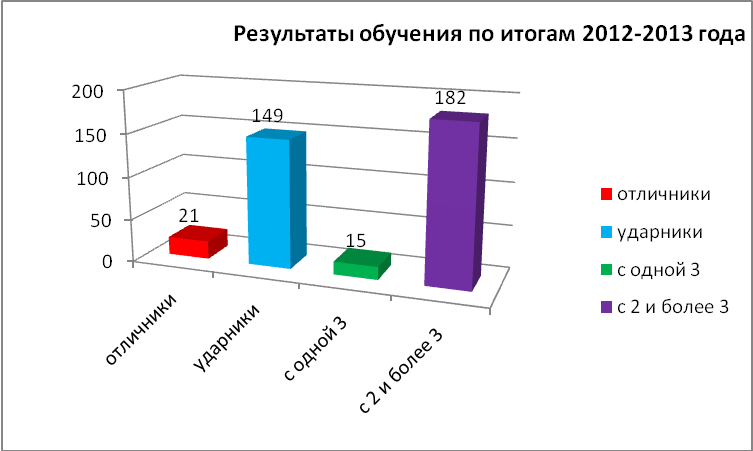 Результаты обучения по итогам 2012-2013 года
200
150
100
50
0
21
149
15
182
отличники
ударники
с одной 3
с 2 и более 3
отличники
ударники
с одной 3
с 2 и более 3